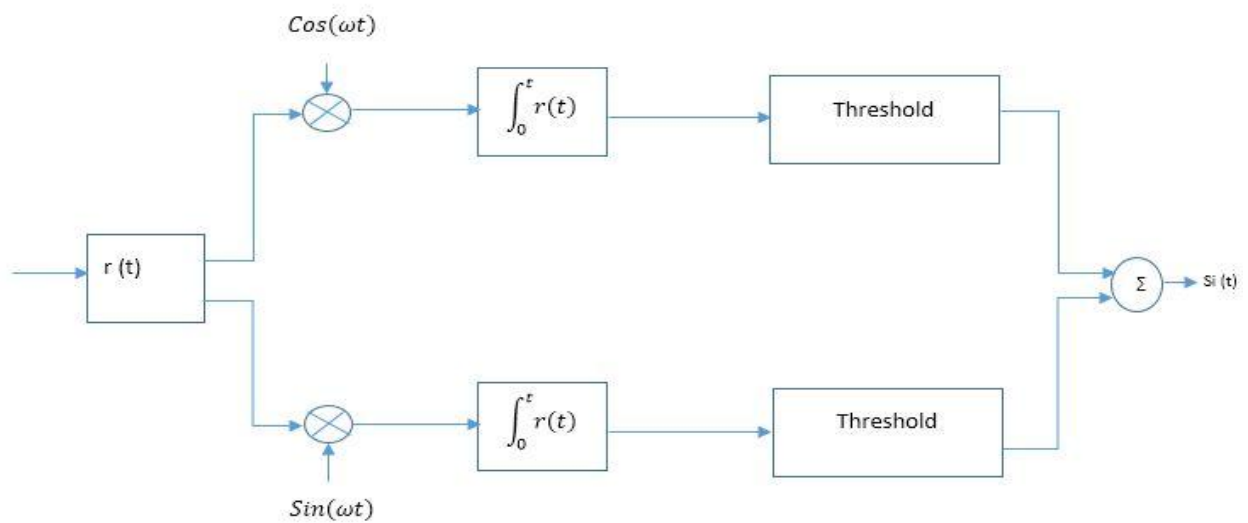 Cos(ωt)
∫₀ᵗ r(t)
Threshold
r (t)
Σ
Si (t)
∫₀ᵗ r(t)
Threshold
Sin(ωt)